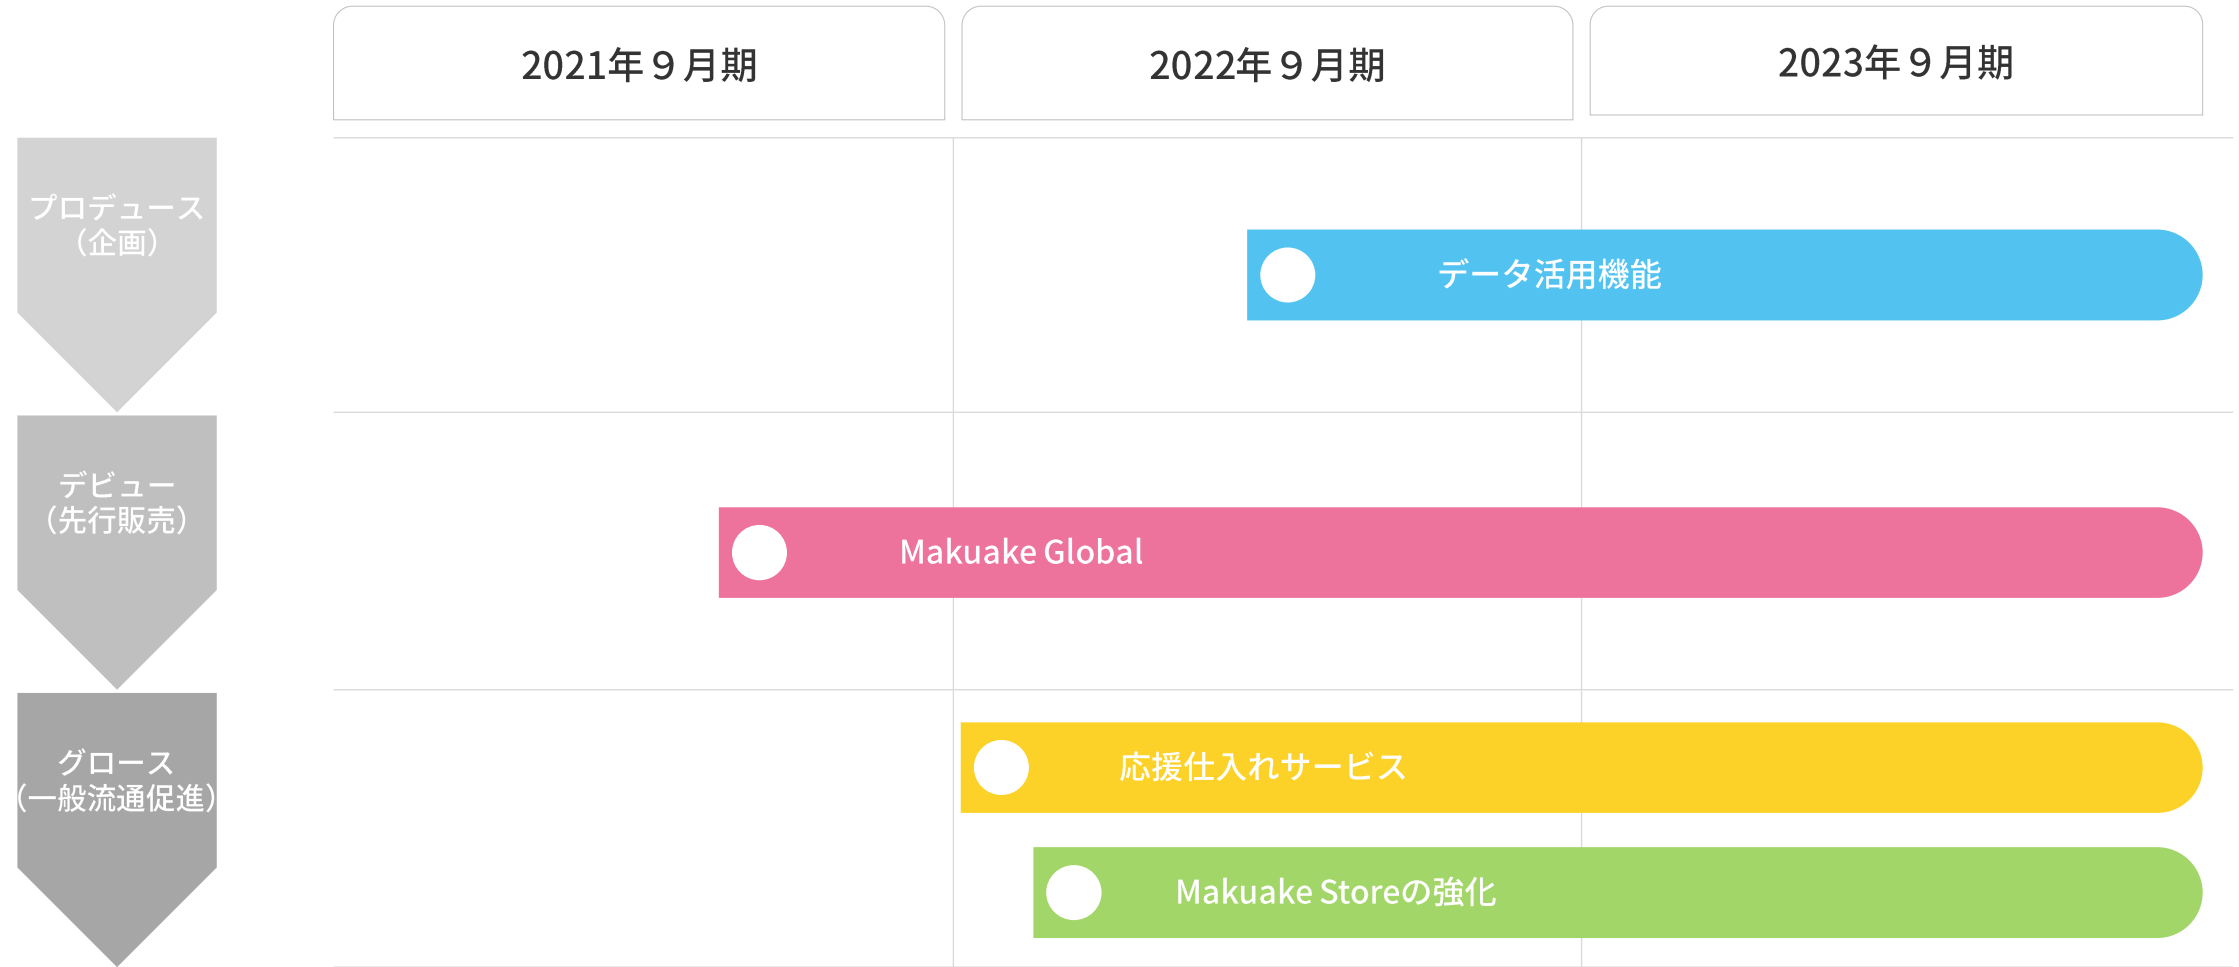 2021年９月期
2022年９月期
2023年９月期
プロデュース
（企画）
データ活用機能
デビュー
（先行販売）
Makuake Global
グロース
（一般流通促進）
応援仕入れサービス
Makuake Storeの強化